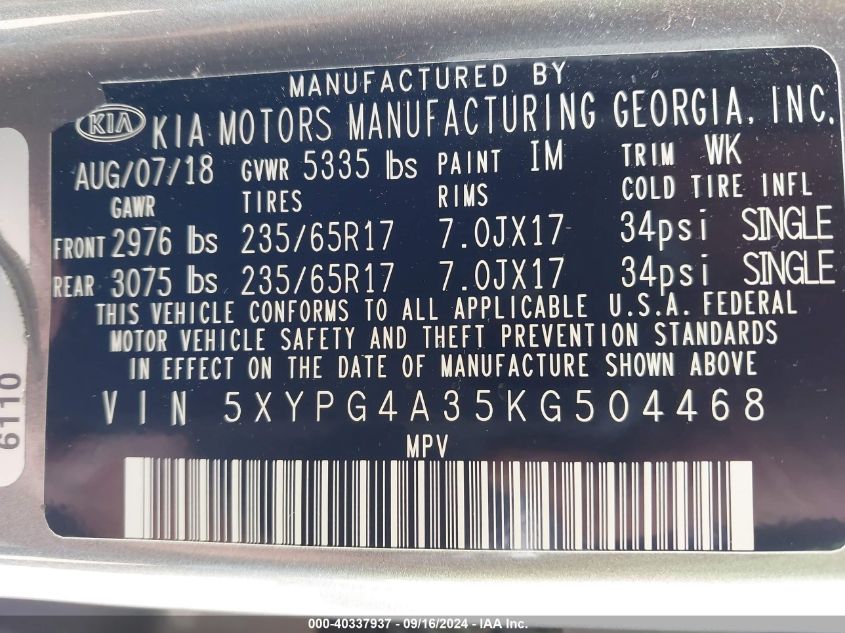 MANUFACTURED BY
KIA KIA MOTORS MANUFACTURING GEORGIA, INC.
AUG/07/18 GVWR 5335 lbs PAINT IM TRIM WK
GAWR TIRES RIMS COLD TIRE INFL
FRONT 2976 lbs 235/65R17 7.0JX17 34psi SINGLE
REAR 3075 lbs 235/65R17 7.0JX17 34psi SINGLE
THIS VEHICLE CONFORMS TO ALL APPLICABLE U.S.A. FEDERAL
MOTOR VEHICLE SAFETY AND THEFT PREVENTION STANDARDS
IN EFFECT ON THE DATE OF MANUFACTURE SHOWN ABOVE
VIN 5XYPG4A35KG504468
MPV
6110
000-40337937 - 09/16/2024 - IAA Inc.